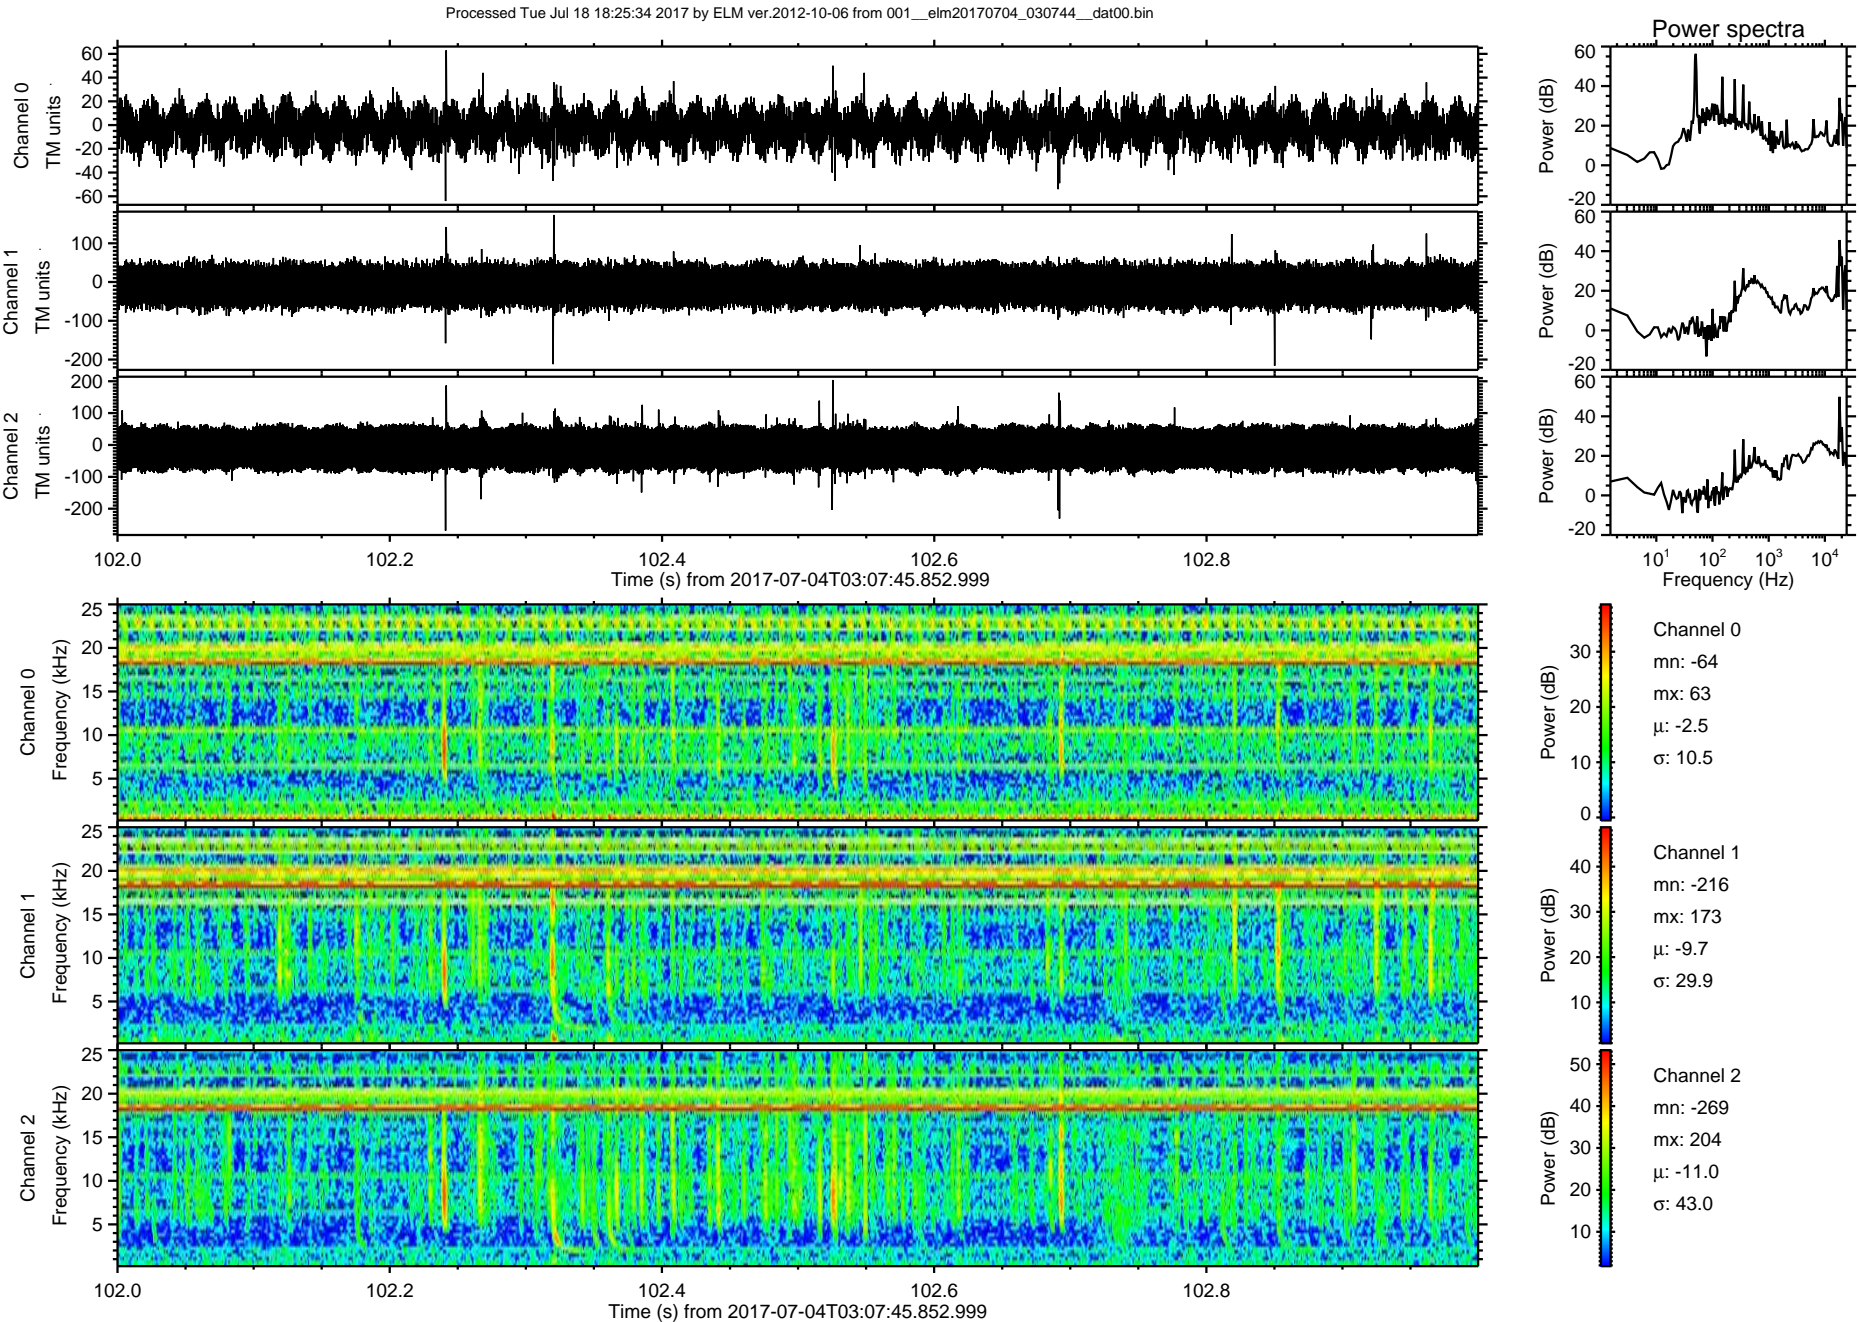 Processed Tue Jul 18 18:25:34 2017 by ELM ver.2012-10-06 from 001__elm20170704_030744__dat00.bin
Power spectra
Channel 0
TM units
60
40
20
0
-20
-40
-60
Power (dB)
60
40
20
0
-20
Channel 1
TM units
100
0
-100
-200
Power (dB)
60
40
20
0
-20
Channel 2
TM units
200
100
0
-100
-200
Power (dB)
60
40
20
0
-20
102.0 102.2 102.4 102.6 102.8
Time (s) from 2017-07-04T03:07:45.852.999
10^1 10^2 10^3 10^4
Frequency (Hz)
Channel 0
Frequency (kHz)
25
20
15
10
5
Power (dB)
30
20
10
0
Channel 0
mn: -64
mx: 63
μ: -2.5
σ: 10.5
Channel 1
Frequency (kHz)
25
20
15
10
5
Power (dB)
40
30
20
10
Channel 1
mn: -216
mx: 173
μ: -9.7
σ: 29.9
Channel 2
Frequency (kHz)
25
20
15
10
5
Power (dB)
50
40
30
20
10
Channel 2
mn: -269
mx: 204
μ: -11.0
σ: 43.0
102.0 102.2 102.4 102.6 102.8
Time (s) from 2017-07-04T03:07:45.852.999